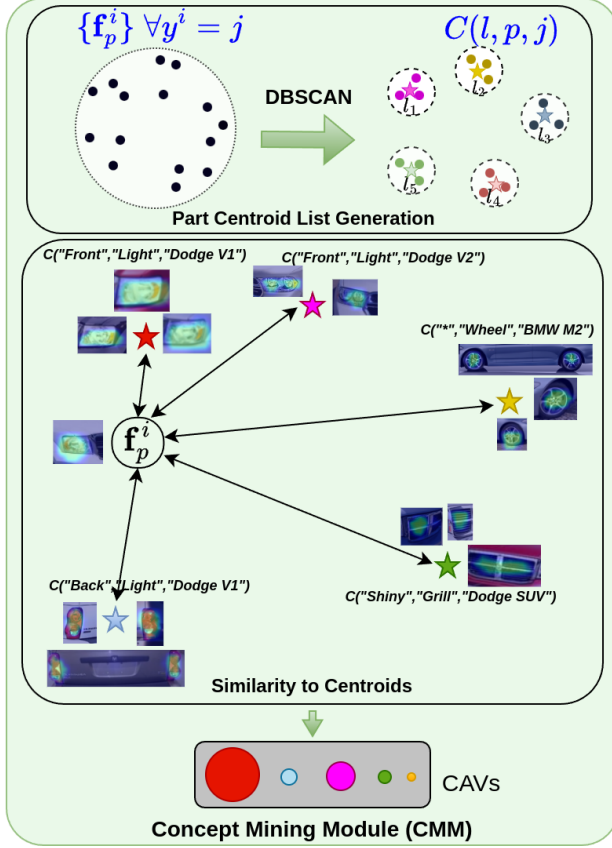 {f_p^i} ∀y^i = j
C(l, p, j)
DBSCAN
l_1
l_2
l_3
l_5
l_4
Part Centroid List Generation
C("Front","Light","Dodge V1")
C("Front","Light","Dodge V2")
C("*","Wheel","BMW M2")
f_p^i
C("Back","Light","Dodge V1")
C("Shiny","Grill","Dodge SUV")
Similarity to Centroids
CAVs
Concept Mining Module (CMM)